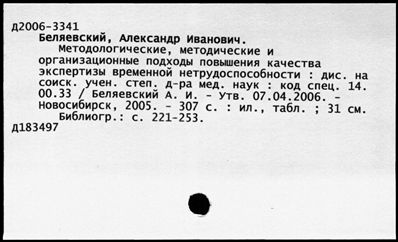 Д2006-3341
Беляевский, Александр Иванович.
Методологические, методические и
организационные подходы повышения качества
экспертизы временной нетрудоспособности : дис. на
соиск. учен. степ. д-ра мед. наук : код спец. 14.
00.33 / Беляевский А. И. - Утв. 07.04.2006. -
Новосибирск, 2005. - 307 с. : ил., табл. ; 31 см.
Библиогр.: с. 221-253.
Д183497